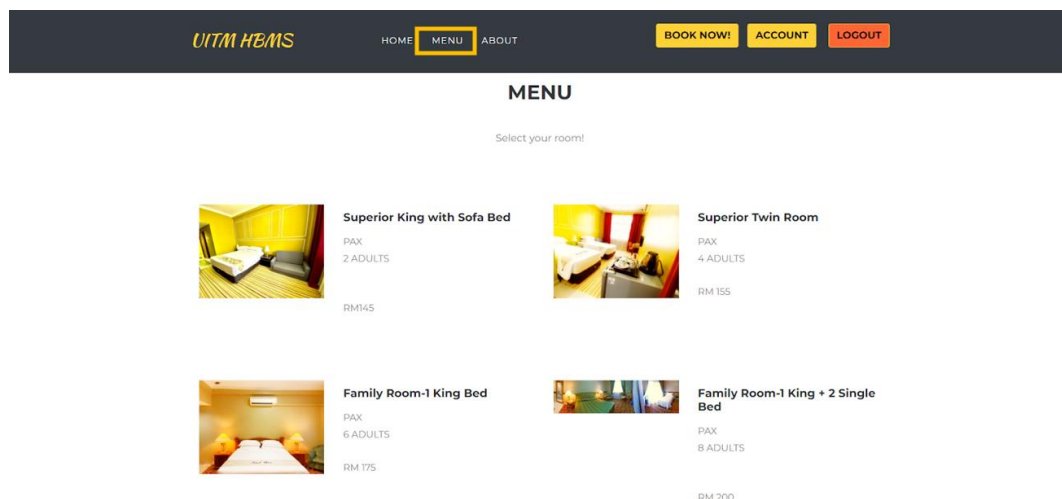 UITM HBMS
HOME MENU ABOUT
BOOK NOW! ACCOUNT LOGOUT
MENU
Select your room!
Superior King with Sofa Bed
PAX
2 ADULTS
RM145
Superior Twin Room
PAX
4 ADULTS
RM 155
Family Room-1 King Bed
PAX
6 ADULTS
RM 175
Family Room-1 King + 2 Single
Bed
PAX
8 ADULTS
RM 200